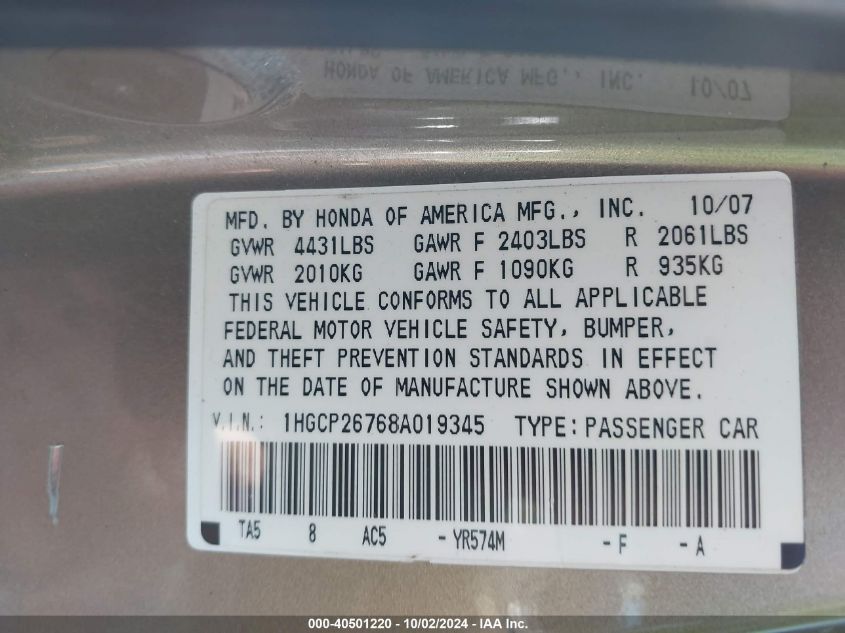 HONDA OF AMERICA MFG., INC. 10/07
MFD. BY HONDA OF AMERICA MFG., INC. 10/07
GVWR 4431LBS GAWR F 2403LBS R 2061LBS
GVWR 2010KG GAWR F 1090KG R 935KG
THIS VEHICLE CONFORMS TO ALL APPLICABLE
FEDERAL MOTOR VEHICLE SAFETY, BUMPER,
AND THEFT PREVENTION STANDARDS IN EFFECT
ON THE DATE OF MANUFACTURE SHOWN ABOVE.
V.I.N.: 1HGCP26768A019345 TYPE:PASSENGER CAR
TA5 8 AC5 -YR574M -F -A
000-40501220 - 10/02/2024 - IAA Inc.